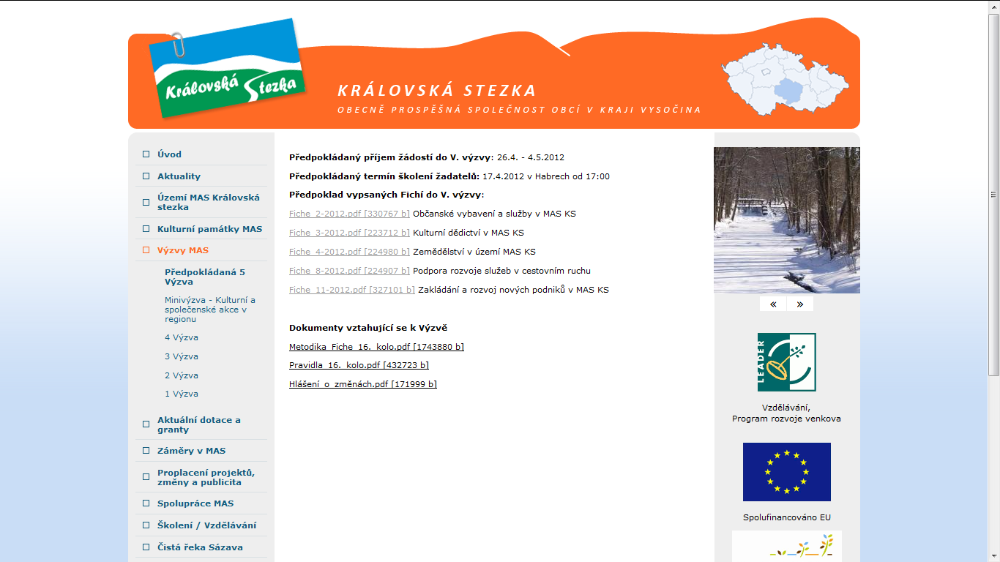 Královská Stezka
KRÁLOVSKÁ STEZKA
OBECNĚ PROSPĚŠNÁ SPOLEČNOST OBCÍ V KRAJI VYSOČINA
Úvod
Aktuality
Území MAS Královská
stezka
Kulturní památky MAS
Výzvy MAS
Předpokládaná 5
Výzva
Minivýzva - Kulturní a
společenské akce v
regionu
4 Výzva
3 Výzva
2 Výzva
1 Výzva
Aktuální dotace a
granty
Záměry v MAS
Proplacení projektů,
změny a publicita
Spolupráce MAS
Školení / Vzdělávání
Čistá řeka Sázava
Předpokládaný příjem žádostí do V. výzvy: 26.4. - 4.5.2012
Předpokládaný termín školení žadatelů: 17.4.2012 v Habrech od 17:00
Předpoklad vypsaných Fichí do V. výzvy:
Fiche_2-2012.pdf [330767 b] Občanské vybavení a služby v MAS KS
Fiche_3-2012.pdf [223712 b] Kulturní dědictví v MAS KS
Fiche_4-2012.pdf [224980 b] Zemědělství v území MAS KS
Fiche_8-2012.pdf [224907 b] Podpora rozvoje služeb v cestovním ruchu
Fiche_11-2012.pdf [327101 b] Zakládání a rozvoj nových podniků v MAS KS
Dokumenty vztahující se k Výzvě
Metodika_Fiche_16._kolo.pdf [1743880 b]
Pravidla_16._kolo.pdf [432723 b]
Hlášení_o_změnách.pdf [171999 b]
« »
LEADER
Vzdělávání,
Program rozvoje venkova
Spolufinancováno EU